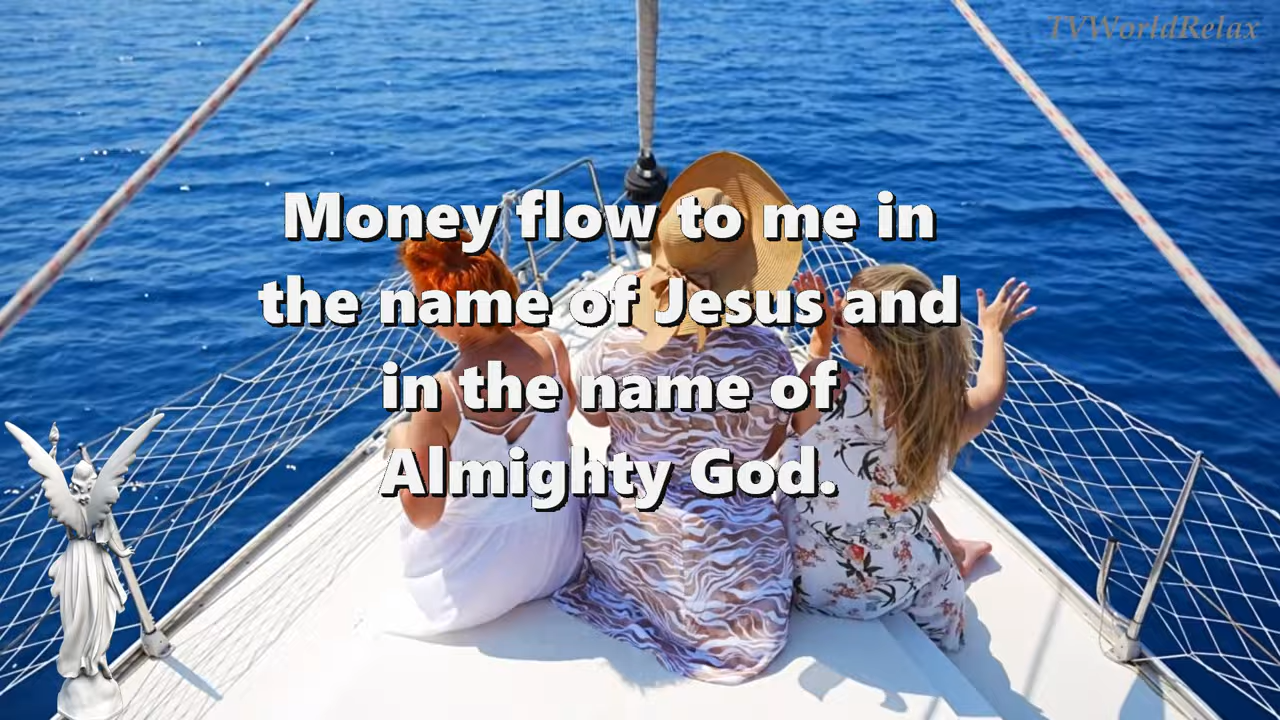 TVWorldRelax
Money flow to me in
the name of Jesus and
in the name of
Almighty God.